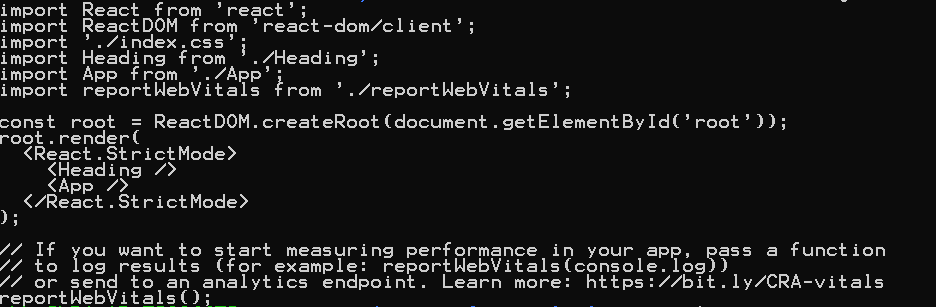 import React from 'react';
import ReactDOM from 'react-dom/client';
import './index.css';
import Heading from './Heading';
import App from './App';
import reportWebVitals from './reportWebVitals';

const root = ReactDOM.createRoot(document.getElementById('root'));
root.render(
  <React.StrictMode>
    <Heading />
    <App />
  </React.StrictMode>
);

// If you want to start measuring performance in your app, pass a function
// to log results (for example: reportWebVitals(console.log))
// or send to an analytics endpoint. Learn more: https://bit.ly/CRA-vitals
reportWebVitals();